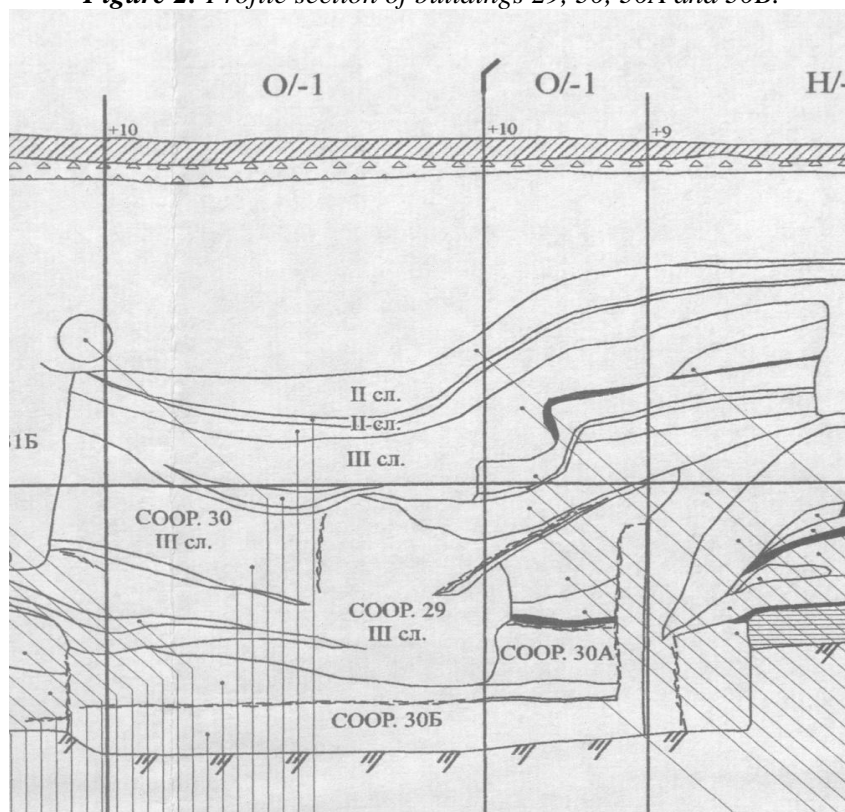 Figure 2: Profile section of buildings 29, 30, 30A and 30B.
О/-1
О/-1
Н/-
+10
+10
+9
II сл.
II сл.
1Б
III сл.
СООР. 30
III сл.
СООР. 29
III сл.
СООР. 30А
СООР. 30Б